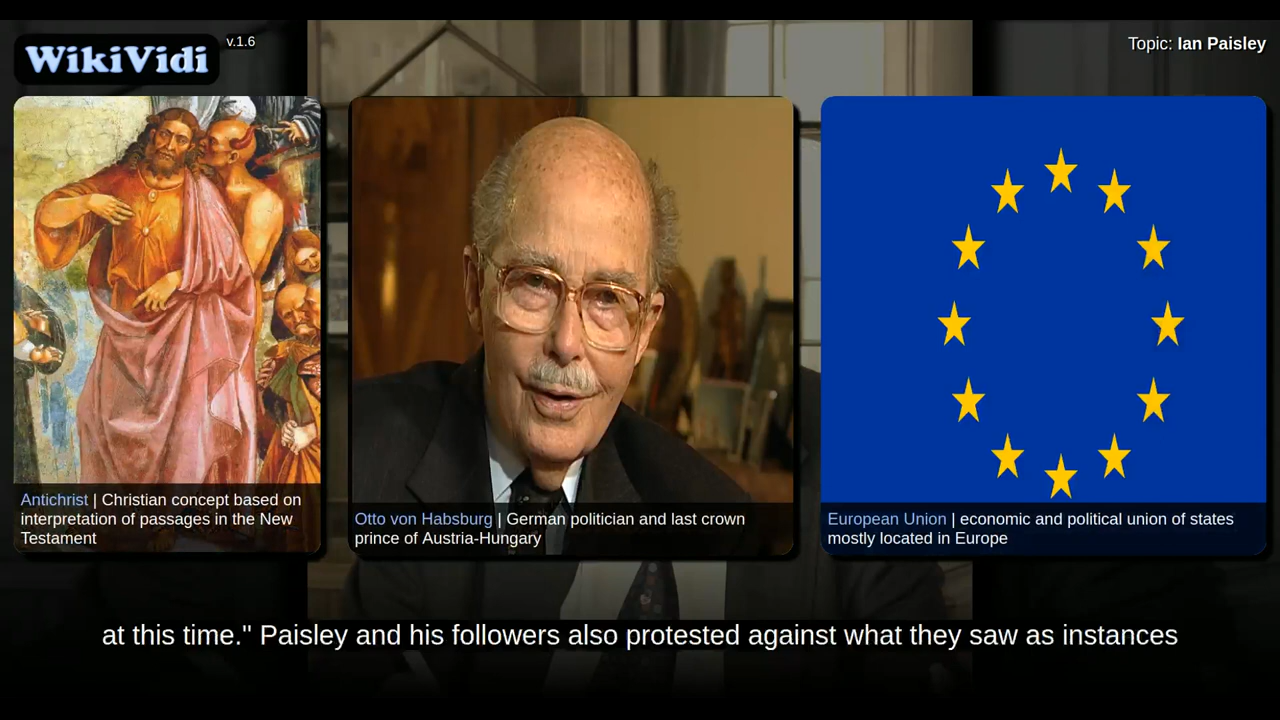 WikiVidi
v.1.6
Topic: Ian Paisley
Antichrist | Christian concept based on
interpretation of passages in the New
Testament
Otto von Habsburg | German politician and last crown
prince of Austria-Hungary
European Union | economic and political union of states
mostly located in Europe
at this time." Paisley and his followers also protested against what they saw as instances